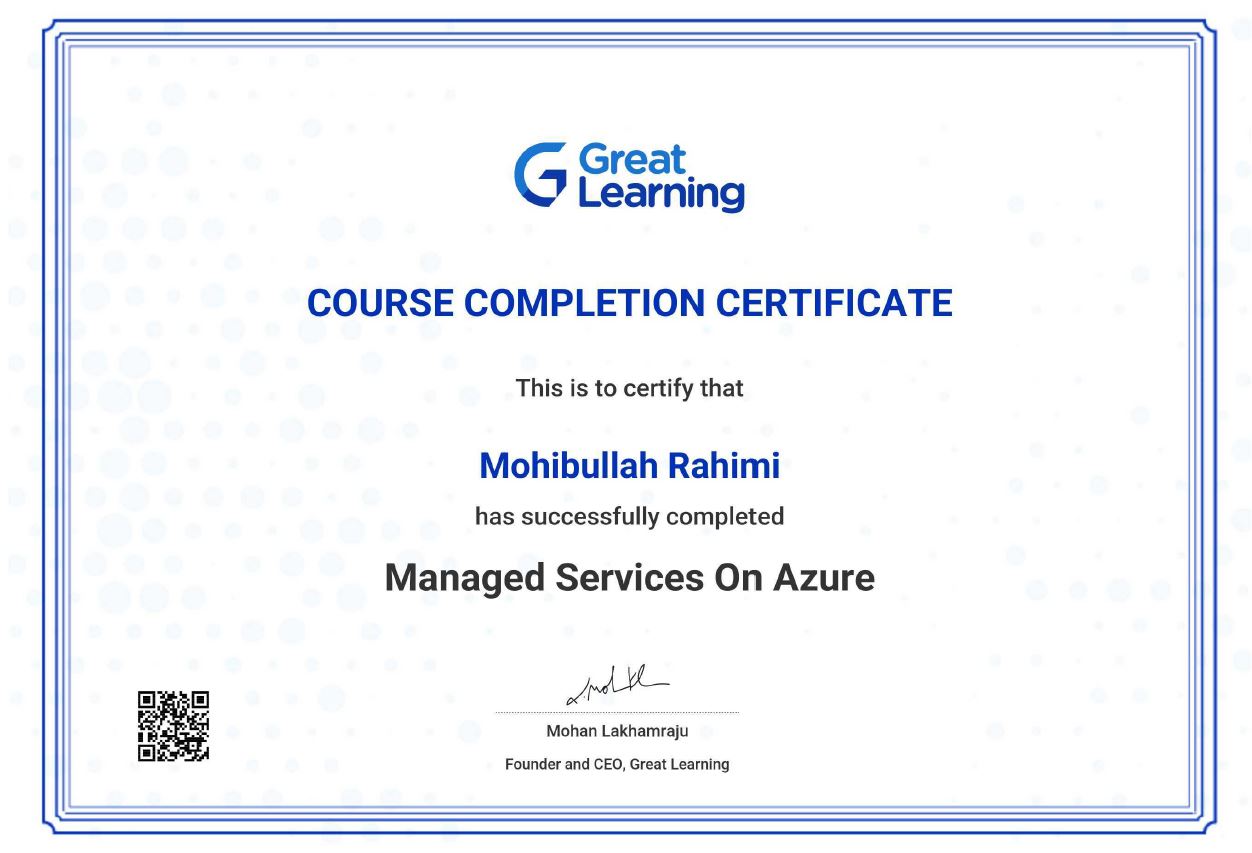 Great
Learning
COURSE COMPLETION CERTIFICATE
This is to certify that
Mohibullah Rahimi
has successfully completed
Managed Services On Azure
Mohan Lakhamraju
Founder and CEO, Great Learning